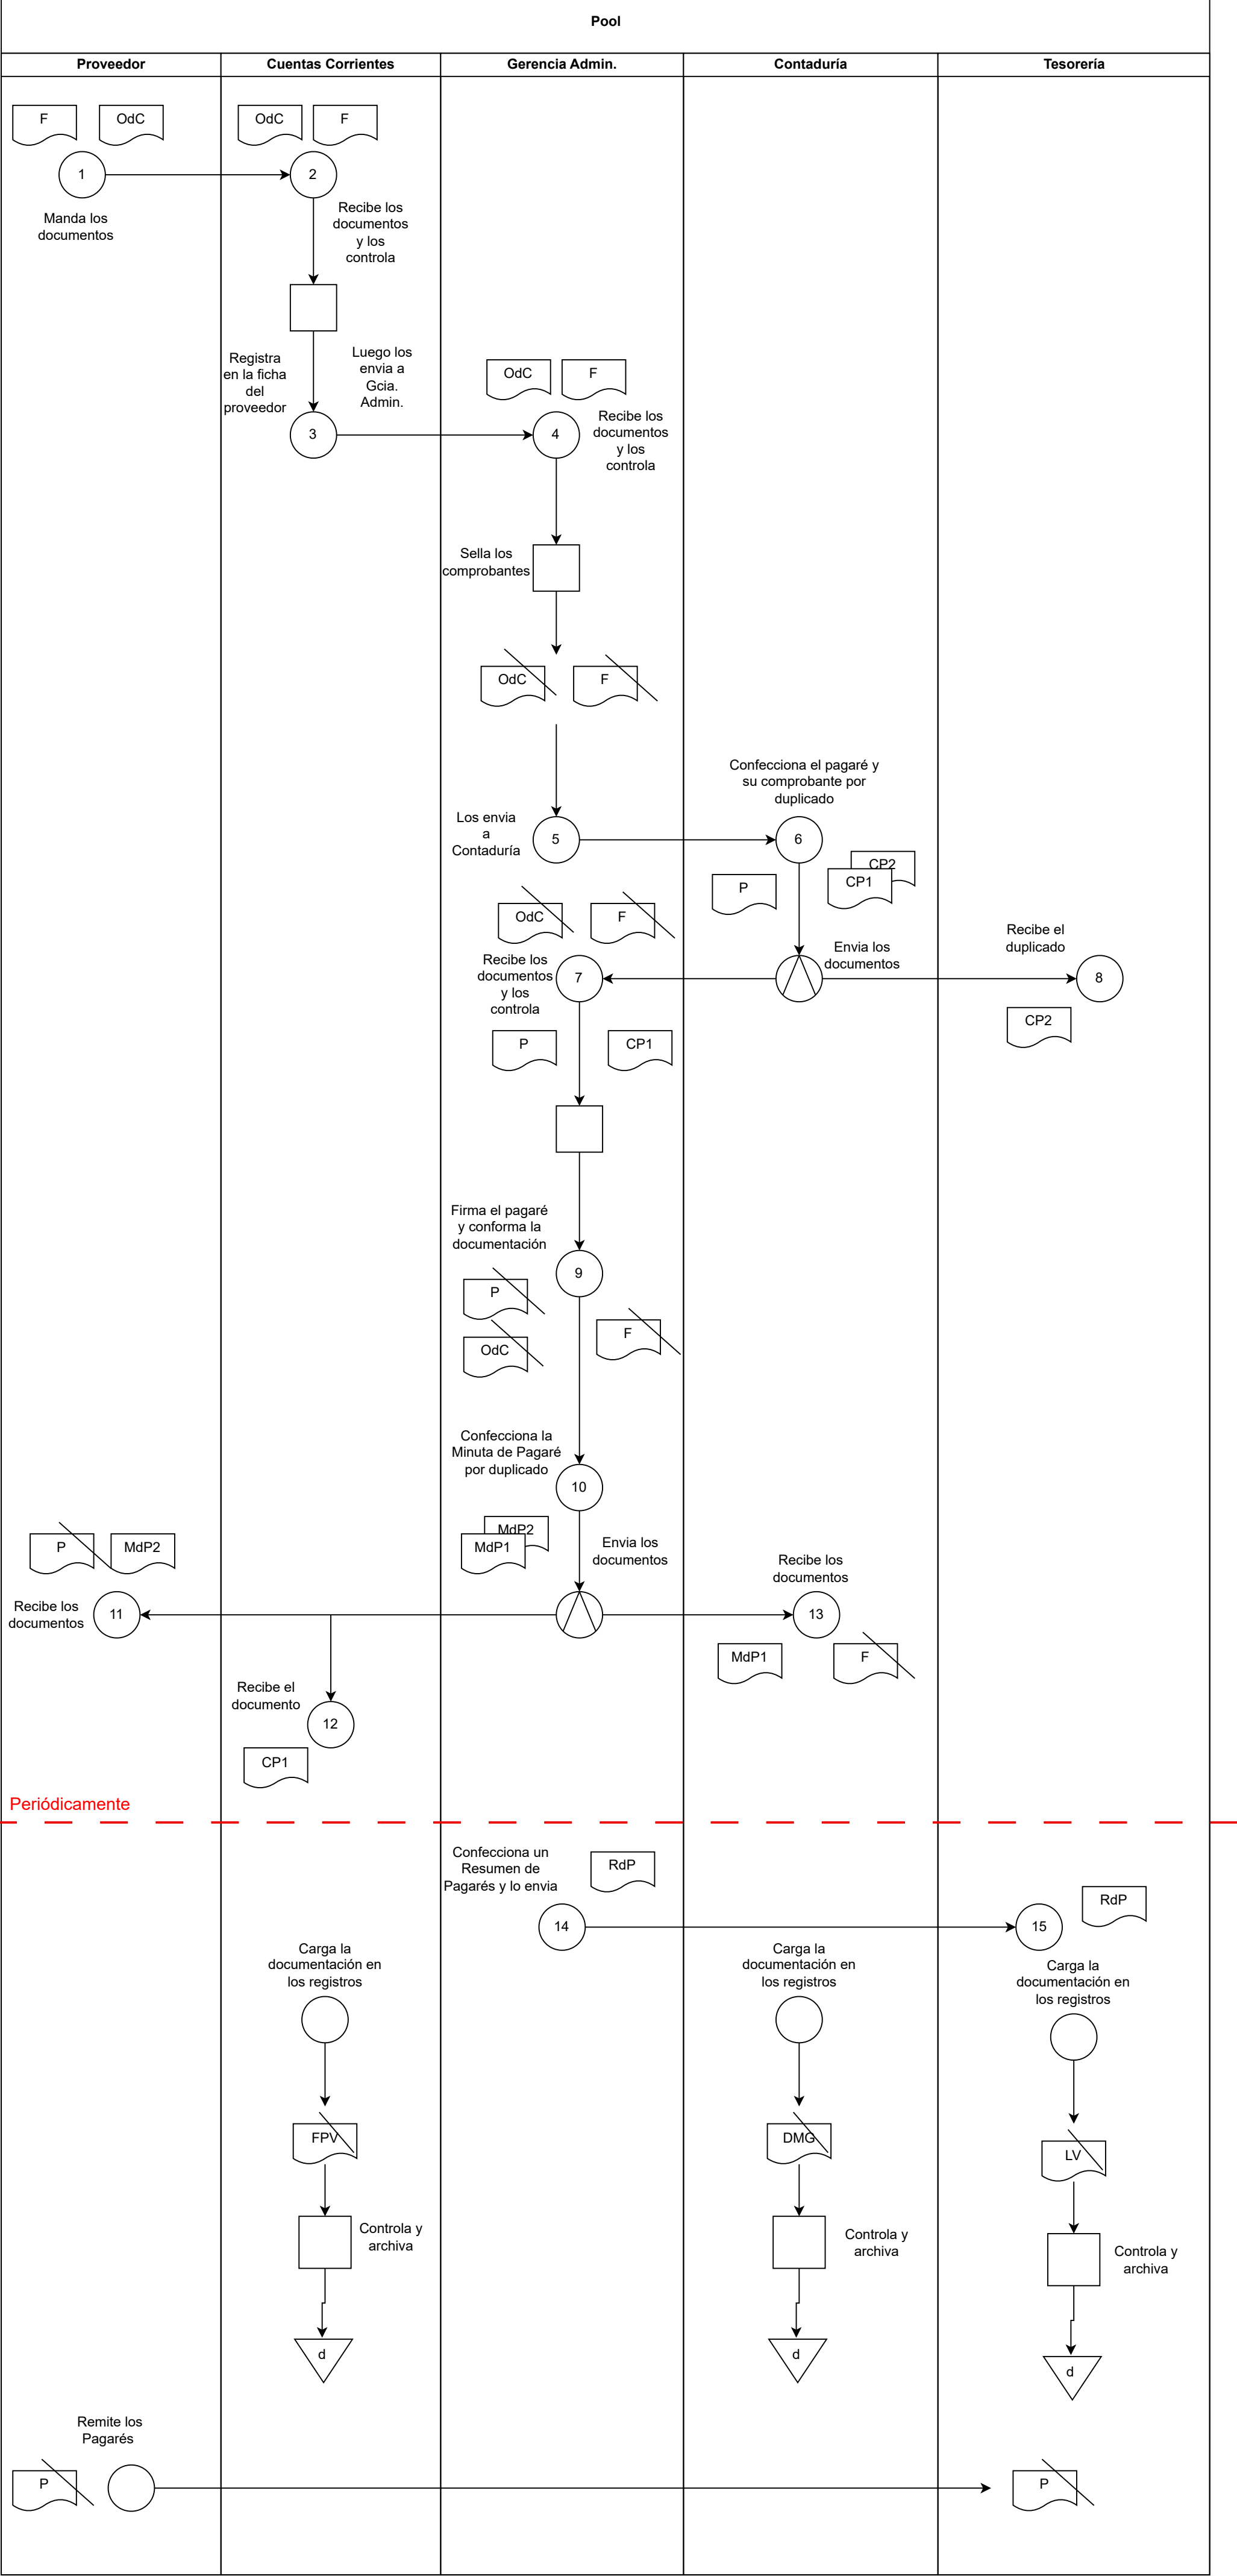 Pool
Proveedor
Cuentas Corrientes
Gerencia Admin.
Contaduría
Tesorería
F
OdC
OdC
F
1
2
Manda los
documentos
Recibe los
documentos
y los
controla
Registra
en la ficha
del
proveedor
Luego los
envia a
Gcia.
Admin.
OdC
F
3
4
Recibe los
documentos
y los
controla
Sella los
comprobantes
OdC
F
Confecciona el pagaré y
su comprobante por
duplicado
Los envia
a
Contaduría
5
6
CP2
CP1
P
OdC
F
Recibe los
documentos
y los
controla
7
Envia los
documentos
Recibe el
duplicado
8
CP2
P
CP1
Firma el pagaré
y conforma la
documentación
9
P
F
OdC
Confecciona la
Minuta de Pagaré
por duplicado
10
MdP2
MdP1
Envia los
documentos
P
MdP2
Recibe los
documentos
11
Recibe los
documentos
13
MdP1
F
Recibe el
documento
12
CP1
Periódicamente
Confecciona un
Resumen de
Pagarés y lo envia
RdP
14
15
RdP
Carga la
documentación en
los registros
Carga la
documentación en
los registros
Carga la
documentación en
los registros
FPV
DMG
LV
Controla y
archiva
Controla y
archiva
Controla y
archiva
d
d
d
Remite los
Pagarés
P
P